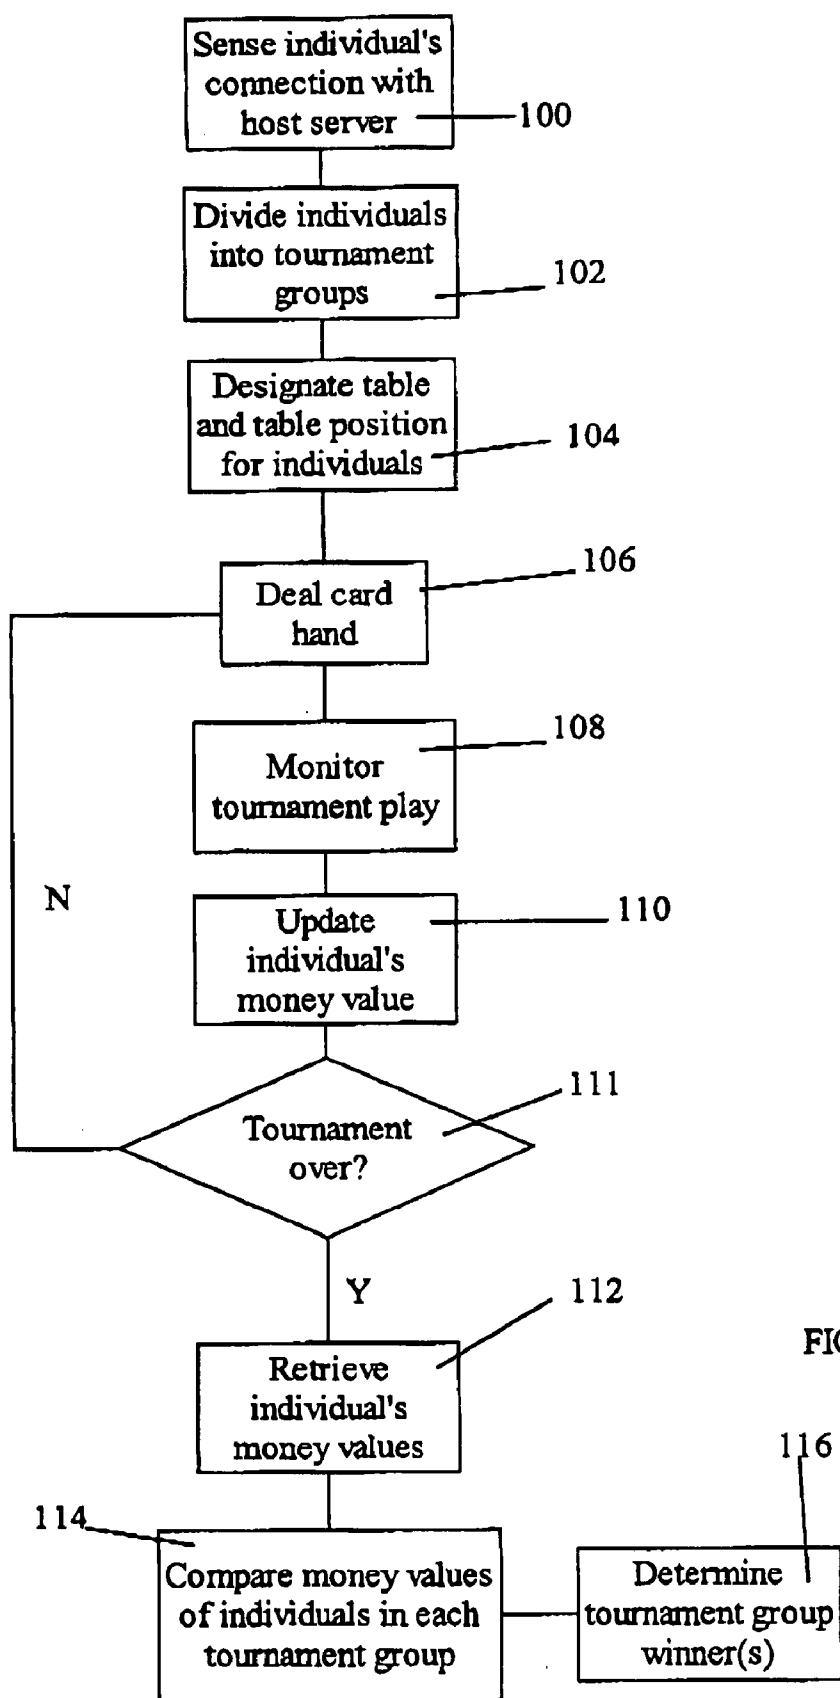 Sense individual's
connection with
host server
100
Divide individuals
into tournament
groups
102
Designate table
and table position
for individuals
104
106
Deal card
hand
108
Monitor
tournament play
N
110
Update
individual's
money value
111
Tournament
over?
Y
112
Retrieve
individual's
money values
FIG
116
114
Compare money values
of individuals in each
tournament group
Determine
tournament group
winner(s)